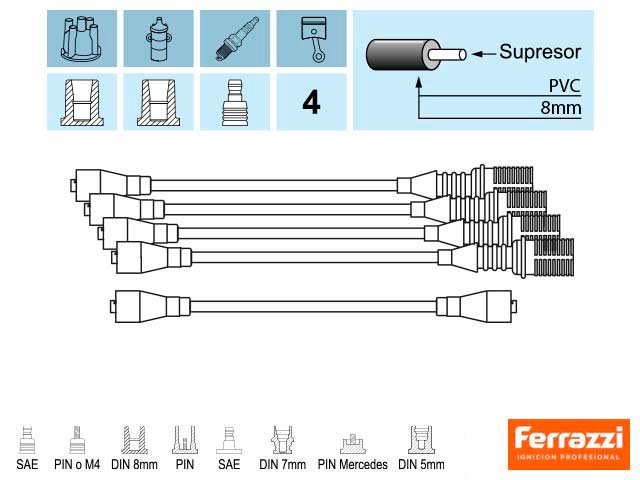 Supresor
PVC
8mm
4
SAE
PIN o M4
DIN 8mm
PIN
SAE
DIN 7mm
PIN Mercedes
DIN 5mm
Ferrazzi
IGNICION PROFESIONAL